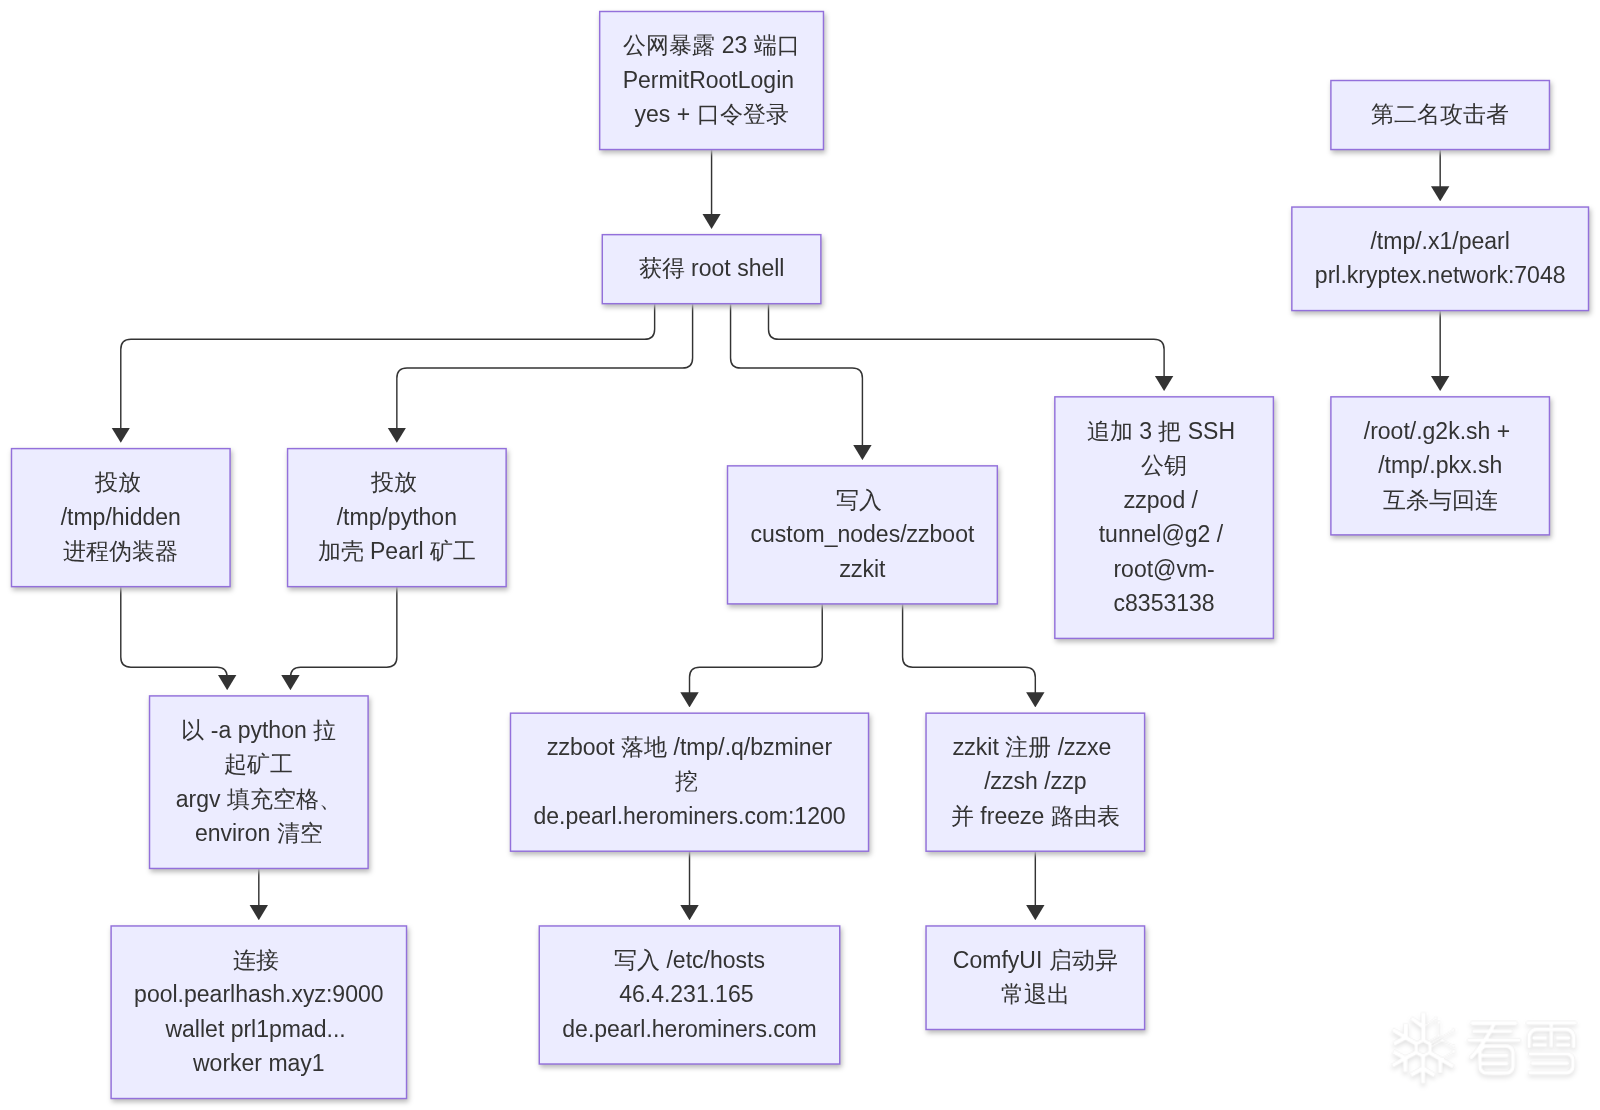 公网暴露 23 端口
PermitRootLogin
yes + 口令登录
第二名攻击者
获得 root shell
/tmp/.x1/pearl
prl.kryptex.network:7048
投放
/tmp/hidden
进程伪装器
投放
/tmp/python
加壳 Pearl 矿工
写入
custom_nodes/zzboot
zzkit
追加 3 把 SSH
公钥
zzpod /
tunnel@g2 /
root@vm-
c8353138
/root/.g2k.sh +
/tmp/.pkx.sh
互杀与回连
以 -a python 拉
起矿工
argv 填充空格、
environ 清空
zzboot 落地 /tmp/.q/bzminer
挖
de.pearl.herominers.com:1200
zzkit 注册 /zzxe
/zzsh /zzp
并 freeze 路由表
连接
pool.pearlhash.xyz:9000
wallet prl1pmad...
worker may1
写入 /etc/hosts
46.4.231.165
de.pearl.herominers.com
ComfyUI 启动异
常退出
看雪